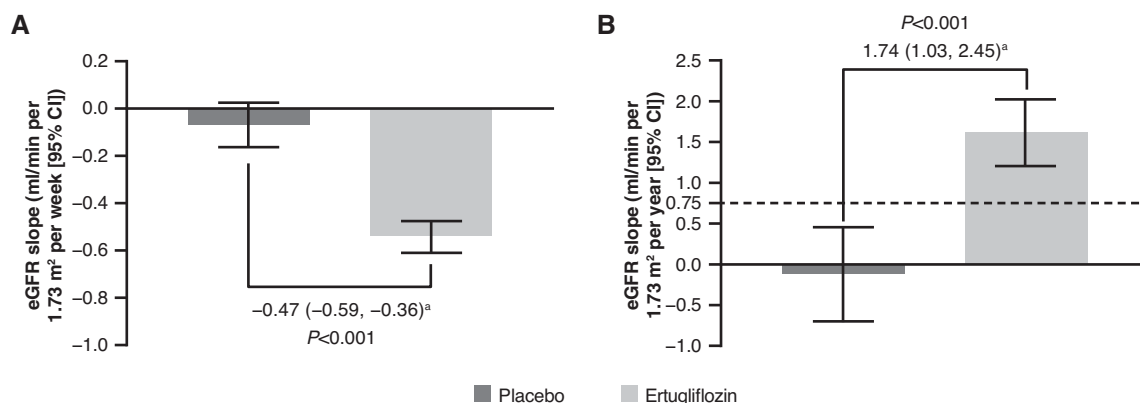 A
eGFR slope (ml/min per
1.73 m² per week [95% CI])
0.2
0.0
−0.2
−0.4
−0.6
−0.8
−1.0
−0.47 (−0.59, −0.36)ᵃ
P<0.001
B
P<0.001
1.74 (1.03, 2.45)ᵃ
eGFR slope (ml/min per
1.73 m² per year [95% CI])
2.5
2.0
1.5
1.0
0.75
0.5
0.0
−0.5
−1.0
Placebo
Ertugliflozin